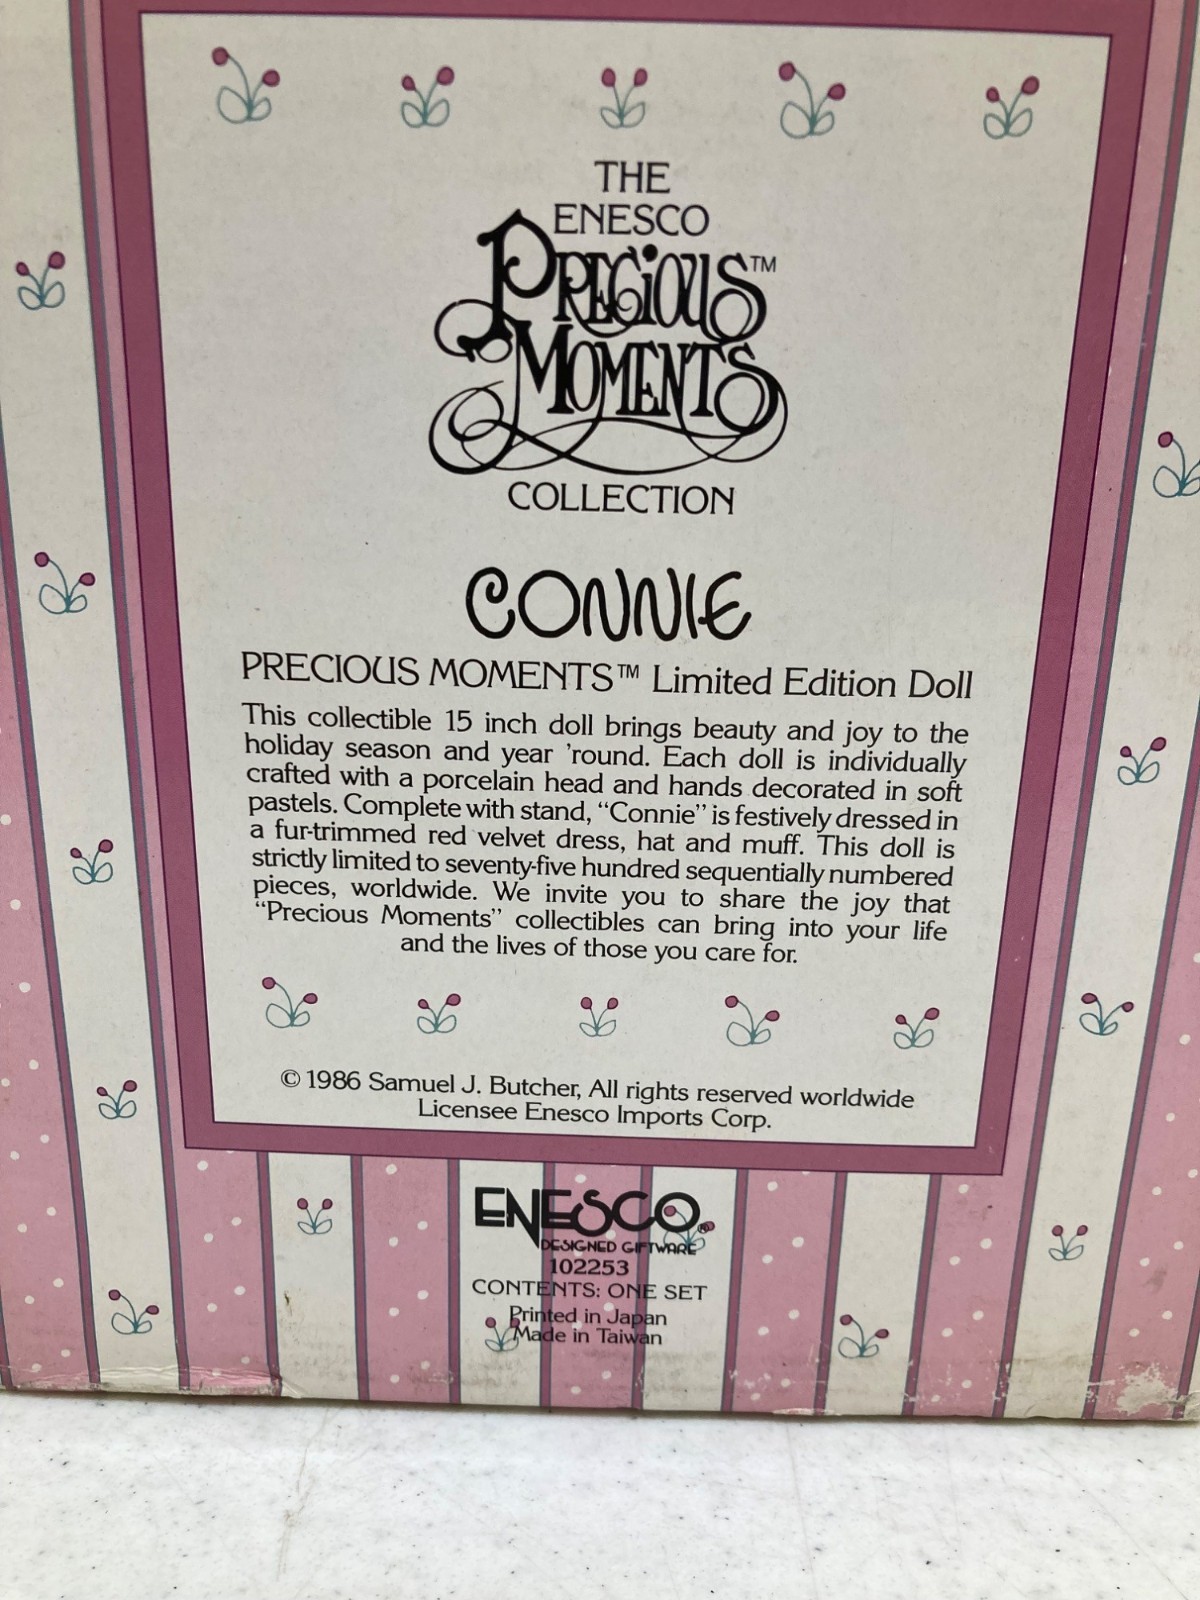 THE
ENESCO
PRECIOUS™
MOMENTS
COLLECTION
CONNIE
PRECIOUS MOMENTS™ Limited Edition Doll
This collectible 15 inch doll brings beauty and joy to the
holiday season and year 'round. Each doll is individually
crafted with a porcelain head and hands decorated in soft
pastels. Complete with stand, "Connie" is festively dressed in
a fur-trimmed red velvet dress, hat and muff. This doll is
strictly limited to seventy-five hundred sequentially numbered
pieces, worldwide. We invite you to share the joy that
"Precious Moments" collectibles can bring into your life
and the lives of those you care for.
© 1986 Samuel J. Butcher, All rights reserved worldwide
Licensee Enesco Imports Corp.
ENESCO®
DESIGNED GIFTWARE
102253
CONTENTS: ONE SET
Printed in Japan
Made in Taiwan